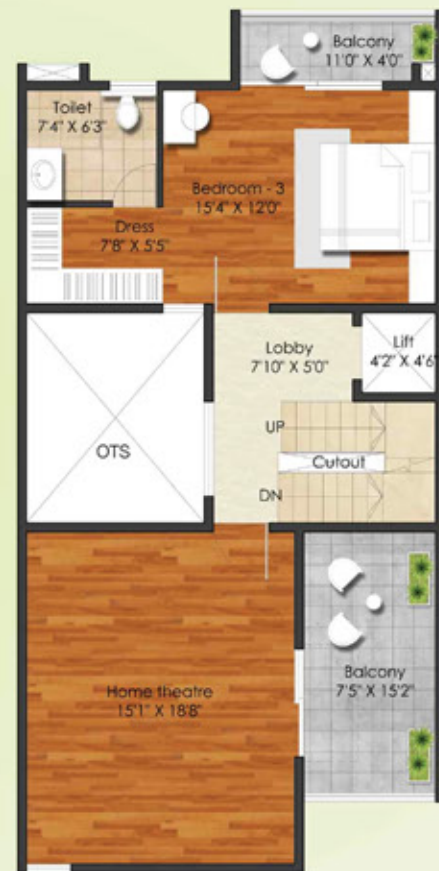 Balcony
11'0" X 4'0"
Toilet
7'4" X 6'3"
Bedroom - 3
15'4" X 12'0"
Dress
7'8" X 5'5"
Lobby
7'10" X 5'0"
Lift
4'2" X 4'6"
UP
OTS
Cutout
DN
Balcony
7'5" X 15'2"
Home theatre
15'1" X 18'8"